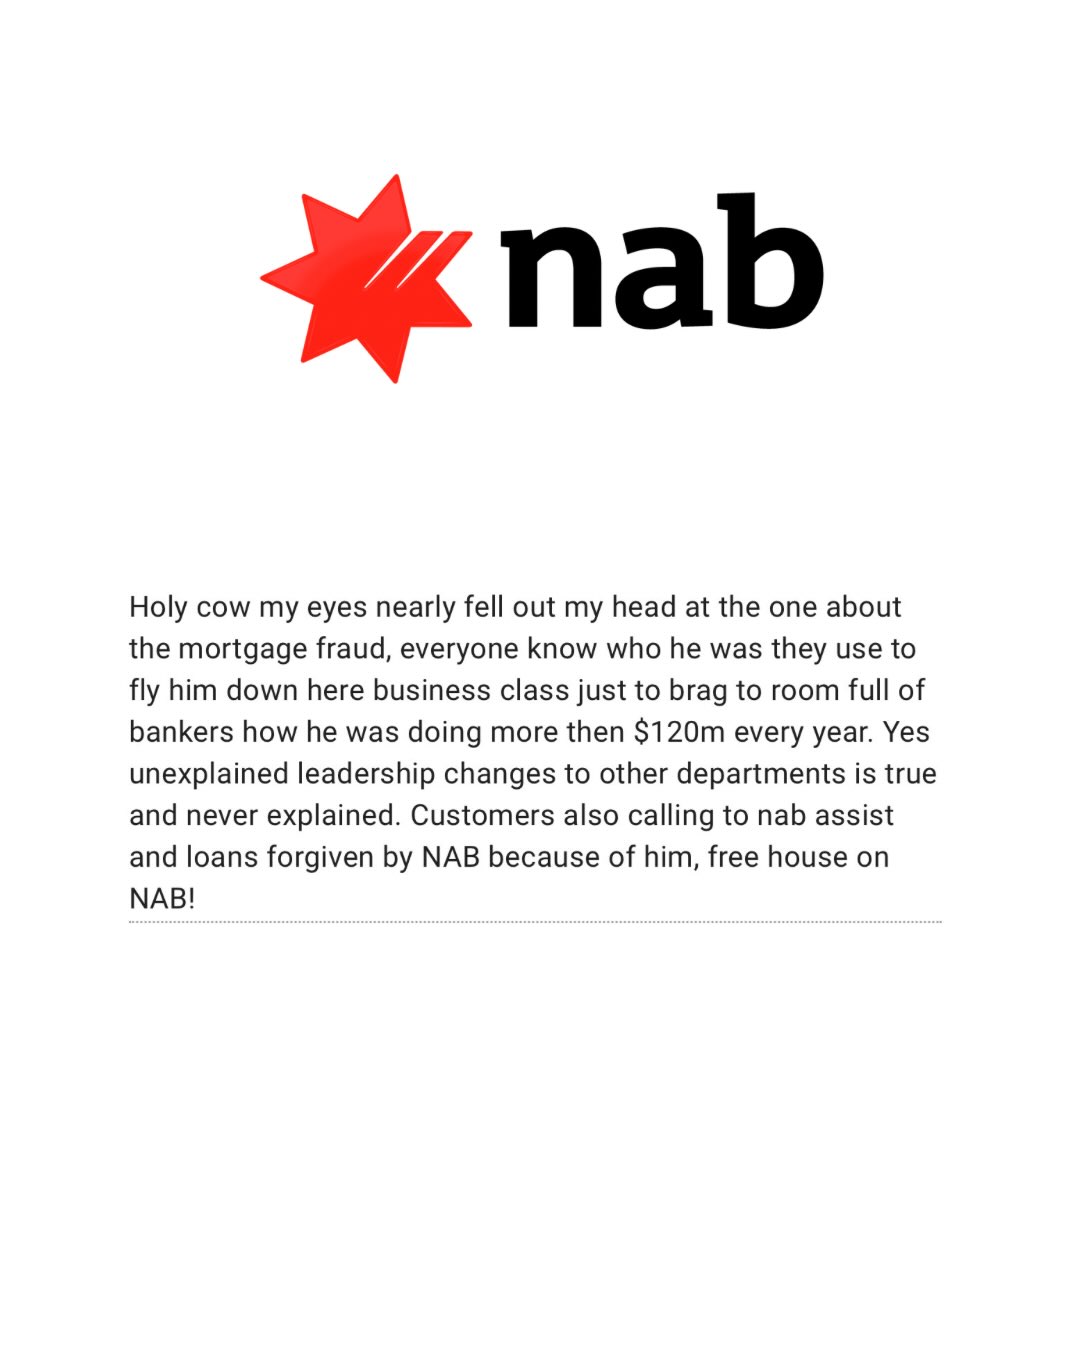 nab
Holy cow my eyes nearly fell out my head at the one about
the mortgage fraud, everyone know who he was they use to
fly him down here business class just to brag to room full of
bankers how he was doing more then $120m every year. Yes
unexplained leadership changes to other departments is true
and never explained. Customers also calling to nab assist
and loans forgiven by NAB because of him, free house on
NAB!